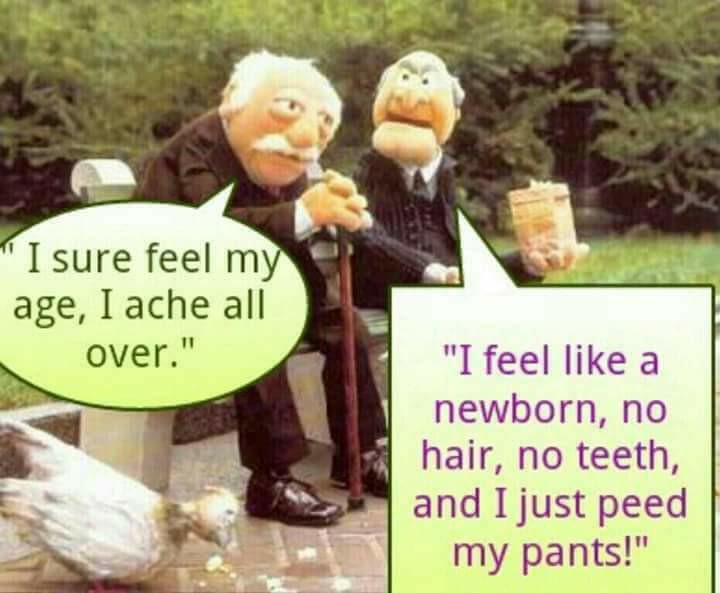 " I sure feel my
age, I ache all
over."
"I feel like a
newborn, no
hair, no teeth,
and I just peed
my pants!"